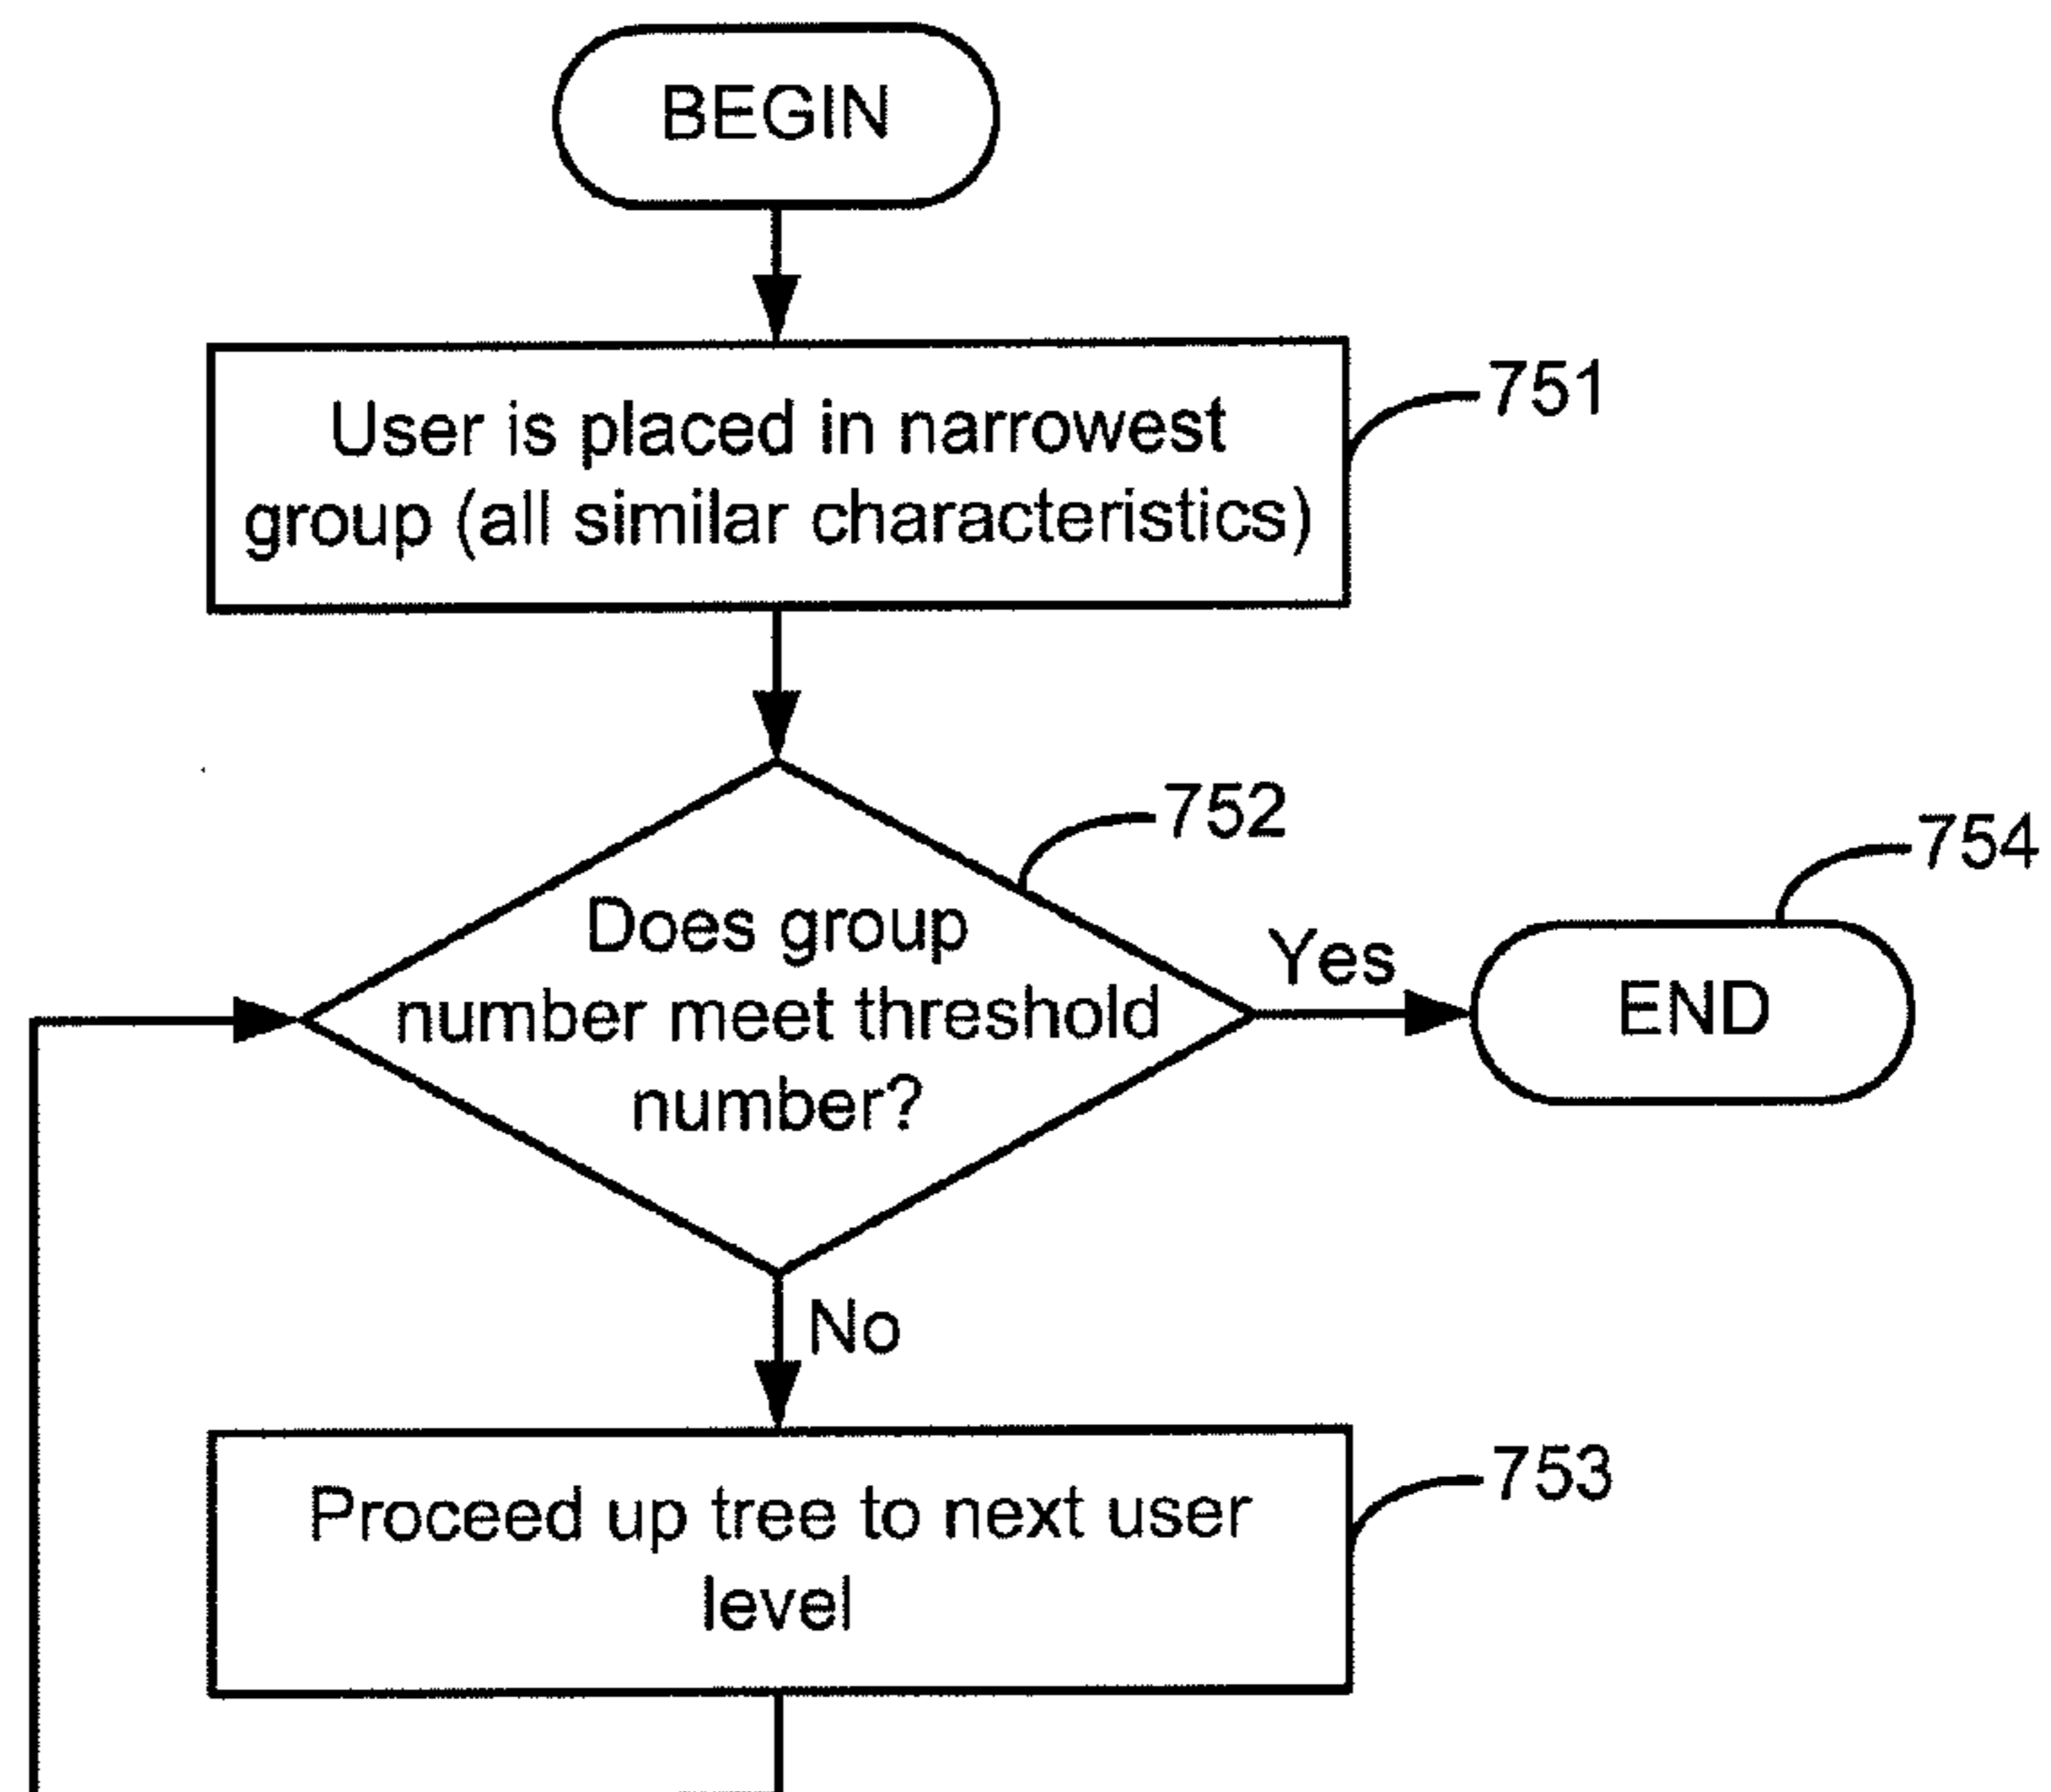 BEGIN
User is placed in narrowest
group (all similar characteristics)
751
752
Does group
number meet threshold
number?
Yes
754
END
No
Proceed up tree to next user
level
753